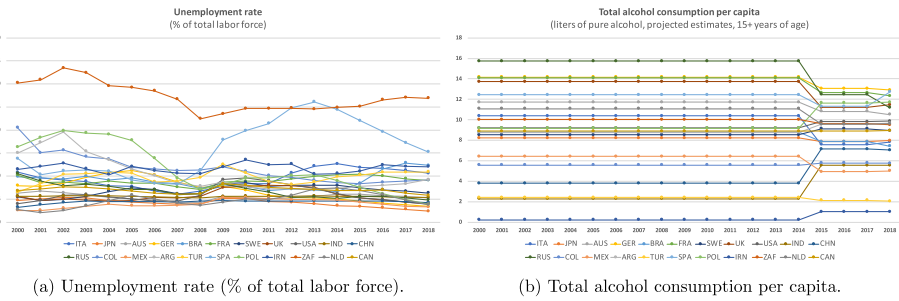 Unemployment rate
(% of total labor force)
2000 2001 2002 2003 2004 2005 2006 2007 2008 2009 2010 2011 2012 2013 2014 2015 2016 2017 2018
ITA JPN AUS GER BRA FRA SWE UK USA IND CHN
RUS COL MEX ARG TUR SPA POL IRN ZAF NLD CAN
(a) Unemployment rate (% of total labor force).
Total alcohol consumption per capita
(liters of pure alcohol, projected estimates, 15+ years of age)
18
16
14
12
10
8
6
4
2
0
2000 2001 2002 2003 2004 2005 2006 2007 2008 2009 2010 2011 2012 2013 2014 2015 2016 2017 2018
ITA JPN AUS GER BRA FRA SWE UK USA IND CHN
RUS COL MEX ARG TUR SPA POL IRN ZAF NLD CAN
(b) Total alcohol consumption per capita.